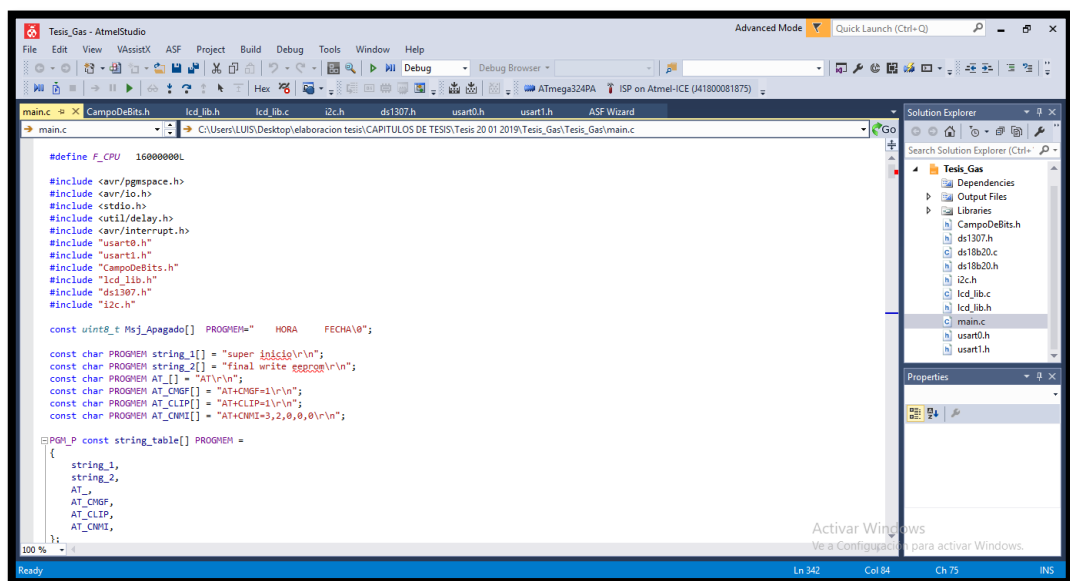 Tesis_Gas - AtmelStudio
Advanced Mode
Quick Launch (Ctrl+Q)
File Edit View VAssistX ASF Project Build Debug Tools Window Help
Debug
Debug Browser
Hex
ATmega324PA
ISP on Atmel-ICE (J41800081875)
main.c CampoDeBits.h lcd_lib.h lcd_lib.c i2c.h ds1307.h usart0.h usart1.h ASF Wizard
main.c
C:\Users\LUIS\Desktop\elaboracion tesis\CAPITULOS DE TESIS\Tesis 20 01 2019\Tesis_Gas\Tesis_Gas\main.c
Go
#define F_CPU 16000000L
#include <avr/pgmspace.h>
#include <avr/io.h>
#include <stdio.h>
#include <util/delay.h>
#include <avr/interrupt.h>
#include "usart0.h"
#include "usart1.h"
#include "CampoDeBits.h"
#include "lcd_lib.h"
#include "ds1307.h"
#include "i2c.h"
const uint8_t Msj_Apagado[] PROGMEM="    HORA     FECHA\0";
const char PROGMEM string_1[] = "super inicio\r\n";
const char PROGMEM string_2[] = "final write eeprom\r\n";
const char PROGMEM AT_[] = "AT\r\n";
const char PROGMEM AT_CMGF[] = "AT+CMGF=1\r\n";
const char PROGMEM AT_CLIP[] = "AT+CLIP=1\r\n";
const char PROGMEM AT_CNMI[] = "AT+CNMI=3,2,0,0,0\r\n";
PGM_P const string_table[] PROGMEM =
{
string_1,
string_2,
AT_,
AT_CMGF,
AT_CLIP,
AT_CNMI,
};
100 %
Solution Explorer
Search Solution Explorer (Ctrl+
Tesis_Gas
Dependencies
Output Files
Libraries
CampoDeBits.h
ds1307.h
ds18b20.c
ds18b20.h
i2c.h
lcd_lib.c
lcd_lib.h
main.c
usart0.h
usart1.h
Properties
Activar Windows
Ve a Configuración para activar Windows.
Ready
Ln 342
Col 84
Ch 75
INS